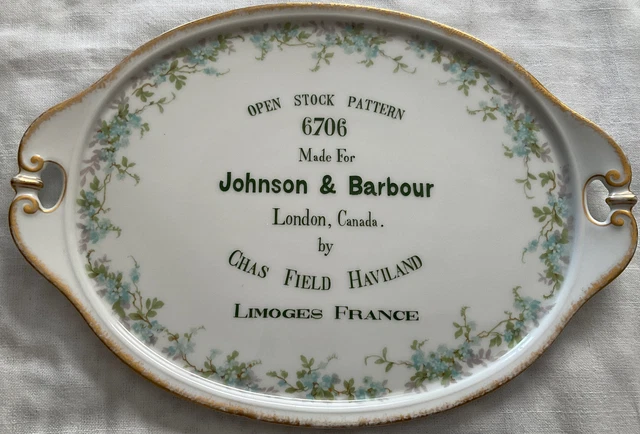 OPEN STOCK PATTERN
6706
Made For
Johnson & Barbour
London, Canada.
by
CHAS FIELD HAVILAND
LIMOGES FRANCE